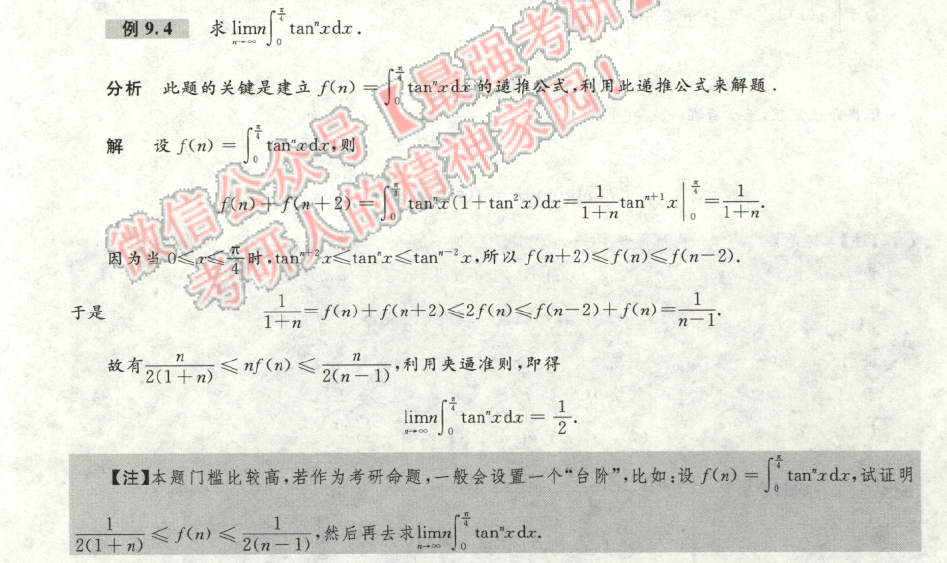 例 9.4 求 $\lim\limits_{n\to\infty} n\int_0^{\frac{\pi}{4}} \tan^n x\,dx$.
分析 此题的关键是建立 $f(n)=\int_0^{\frac{\pi}{4}} \tan^n x\,dx$ 的递推公式,利用此递推公式来解题.
解 设 $f(n)=\int_0^{\frac{\pi}{4}} \tan^n x\,dx$,则
$f(n)+f(n+2)=\int_0^{\frac{\pi}{4}} \tan^n x(1+\tan^2 x)dx=\frac{1}{1+n}\tan^{n+1}x\Big|_0^{\frac{\pi}{4}}=\frac{1}{1+n}$.
因为当 $0\leqslant x\leqslant\frac{\pi}{4}$ 时,$\tan^{n+2}x\leqslant\tan^n x\leqslant\tan^{n-2}x$,所以 $f(n+2)\leqslant f(n)\leqslant f(n-2)$.
于是 $\frac{1}{1+n}=f(n)+f(n+2)\leqslant 2f(n)\leqslant f(n-2)+f(n)=\frac{1}{n-1}$.
故有 $\frac{n}{2(1+n)}\leqslant nf(n)\leqslant\frac{n}{2(n-1)}$,利用夹逼准则,即得
$\lim\limits_{n\to\infty} n\int_0^{\frac{\pi}{4}} \tan^n x\,dx=\frac{1}{2}$.
【注】本题门槛比较高,若作为考研命题,一般会设置一个“台阶”,比如:设 $f(n)=\int_0^{\frac{\pi}{4}} \tan^n x\,dx$,试证明
$\frac{1}{2(1+n)}\leqslant f(n)\leqslant\frac{1}{2(n-1)}$,然后再去求 $\lim\limits_{n\to\infty} n\int_0^{\frac{\pi}{4}} \tan^n x\,dx$.
微信公众号【最强考研
考研人的精神家园!